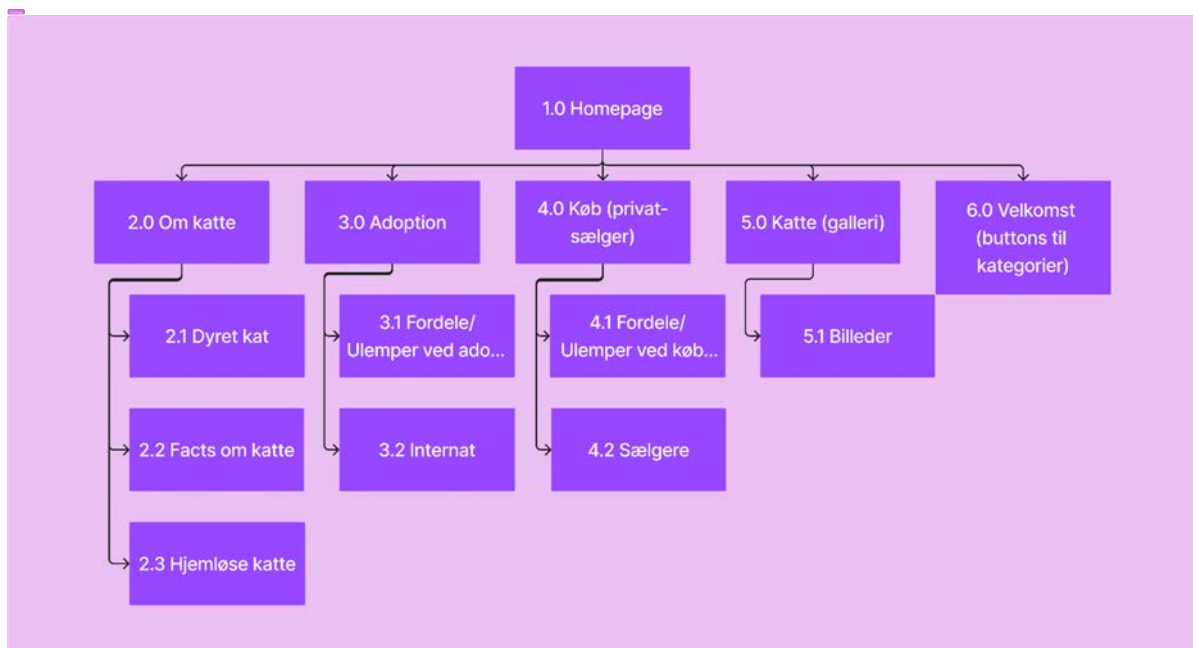 1.0 Homepage
2.0 Om katte
3.0 Adoption
4.0 Køb (privat-
sælger)
5.0 Katte (galleri)
6.0 Velkomst
(buttons til
kategorier)
2.1 Dyret kat
3.1 Fordele/
Ulemper ved ado...
4.1 Fordele/
Ulemper ved køb...
5.1 Billeder
2.2 Facts om katte
3.2 Internat
4.2 Sælgere
2.3 Hjemløse katte